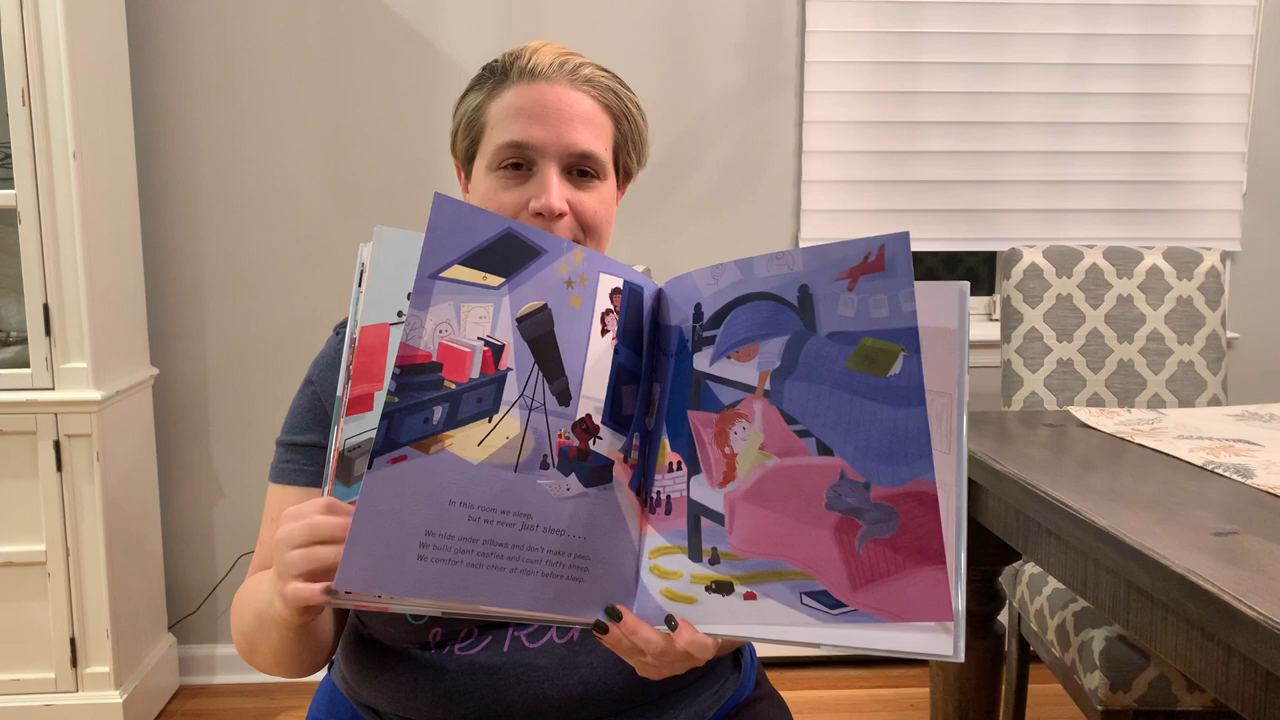 In this room we sleep,
but we never just sleep....
We hide under pillows and don't make a peep.
We build giant castles and count fluffy sheep.
We comfort each other at night before sleep.